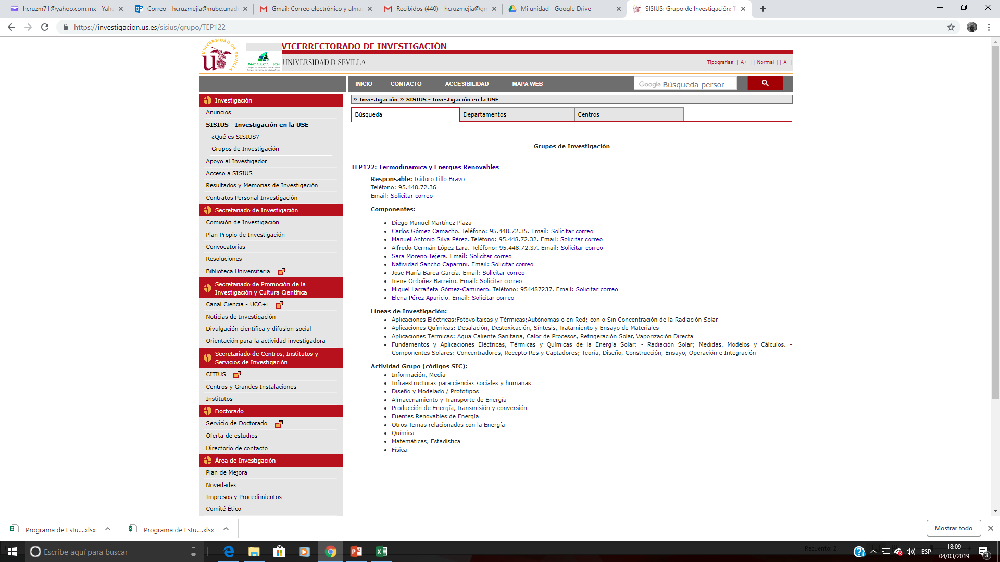 hcruzm71@yahoo.com.mx - Yaho
Correo - hcruzmejia@nube.unad
Gmail: Correo electrónico y alma
Recibidos (440) - hcruzmejia@gm
Mi unidad - Google Drive
SISIUS: Grupo de Investigación: T
https://investigacion.us.es/sisius/grupo/TEP122
UNIVERSIDAD DE SEVILLA
ANDALUCÍA TECH
VICERRECTORADO DE INVESTIGACIÓN
UNIVERSIDAD DE SEVILLA
Tipografías: [ A+ ] [ Normal ] [ A- ]
INICIO CONTACTO ACCESIBILIDAD MAPA WEB
Google Búsqueda person
Investigación
Anuncios
SISIUS - Investigación en la USE
¿Qué es SISIUS?
Grupos de Investigación
Apoyo al Investigador
Acceso a SISIUS
Resultados y Memorias de Investigación
Contratos Personal Investigación
Secretariado de Investigación
Comisión de Investigación
Plan Propio de Investigación
Convocatorias
Resoluciones
Biblioteca Universitaria
Secretariado de Promoción de la
Investigación y Cultura Científica
Canal Ciencia - UCC+i
Noticias de Investigación
Divulgación científica y difusion social
Orientación para la actividad investigadora
Secretariado de Centros, Institutos y
Servicios de Investigación
CITIUS
Centros y Grandes Instalaciones
Institutos
Doctorado
Servicio de Doctorado
Oferta de estudios
Directorio de contacto
Área de Investigación
Plan de Mejora
Novedades
Impresos y Procedimientos
Comité Ético
» Investigación » SISIUS - Investigación en la USE
Búsqueda Departamentos Centros
Grupos de Investigación
TEP122: Termodinamica y Energias Renovables
Responsable: Isidoro Lillo Bravo
Teléfono: 95.448.72.36
Email: Solicitar correo
Componentes:
• Diego Manuel Martínez Plaza
• Carlos Gómez Camacho. Teléfono: 95.448.72.35. Email: Solicitar correo
• Manuel Antonio Silva Pérez. Teléfono: 95.448.72.32. Email: Solicitar correo
• Alfredo Germán López Lara. Teléfono: 95.448.72.37. Email: Solicitar correo
• Sara Moreno Tejera. Email: Solicitar correo
• Natividad Sancho Caparrini. Email: Solicitar correo
• Jose María Barea García. Email: Solicitar correo
• Irene Ordoñez Barreiro. Email: Solicitar correo
• Miguel Larrañeta Gómez-Caminero. Teléfono: 954487237. Email: Solicitar correo
• Elena Pérez Aparicio. Email: Solicitar correo
Líneas de Investigación:
• Aplicaciones Eléctricas:Fotovoltaicas y Térmicas;Autónomas o en Red; con o Sin Concentración de la Radiación Solar
• Aplicaciones Químicas: Desalación, Destoxicación, Síntesis, Tratamiento y Ensayo de Materiales
• Aplicaciones Térmicas: Agua Caliente Sanitaria, Calor de Procesos, Refrigeración Solar, Vaporización Directa
• Fundamentos y Aplicaciones Eléctricas, Térmicas y Químicas de la Energía Solar: - Radiación Solar; Medidas, Modelos y Cálculos. -
Componentes Solares: Concentradores, Recepto Res y Captadores; Teoría, Diseño, Construcción, Ensayo, Operación e Integración
Actividad Grupo (códigos SIC):
• Información, Media
• Infraestructuras para ciencias sociales y humanas
• Diseño y Modelado / Prototipos
• Almacenamiento y Transporte de Energía
• Producción de Energía, transmisión y conversión
• Fuentes Renovables de Energía
• Otros Temas relacionados con la Energía
• Química
• Matemáticas, Estadística
• Física
Programa de Estu....xlsx
Programa de Estu....xlsx
Mostrar todo
Escribe aquí para buscar
Recuento: 2
ESP
18:09
04/03/2019
3